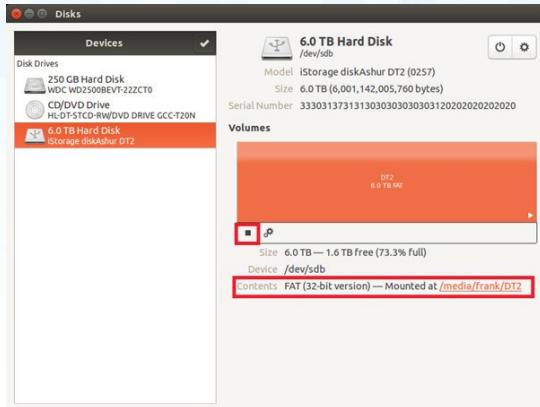 Disks
Devices
Disk Drives
250 GB Hard Disk
WDC WD2500BEVT-22ZCT0
CD/DVD Drive
HL-DT-STCD-RW/DVD DRIVE GCC-T20N
6.0 TB Hard Disk
iStorage diskAshur DT2
6.0 TB Hard Disk
/dev/sdb
Model iStorage diskAshur DT2 (0257)
Size 6.0 TB (6,001,142,005,760 bytes)
Serial Number 33303137313130303030303031202020202020
Volumes
DT2
6.0 TB FAT
Size 6.0 TB — 1.6 TB free (73.3% full)
Device /dev/sdb
Contents FAT (32-bit version) — Mounted at /media/frank/DT2